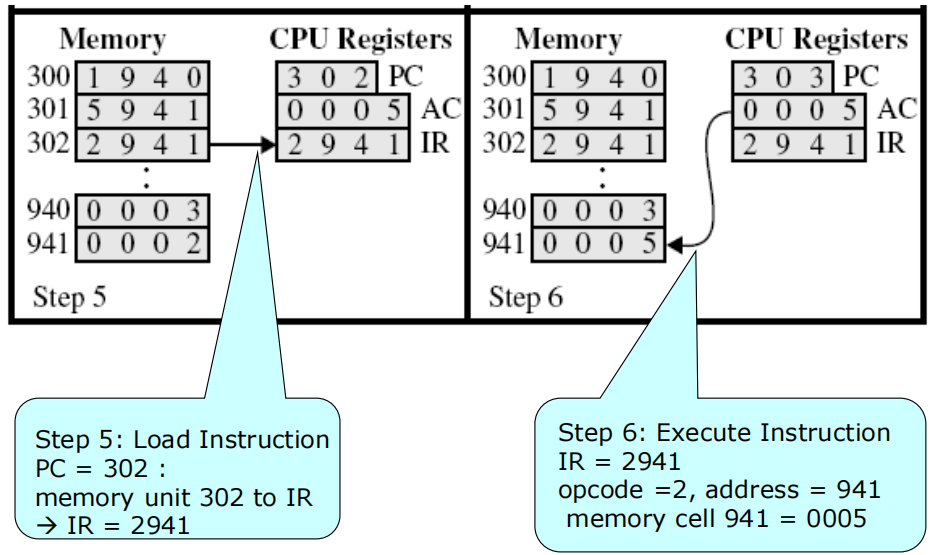 Memory CPU Registers
300 1 9 4 0 3 0 2 PC
301 5 9 4 1 0 0 0 5 AC
302 2 9 4 1 2 9 4 1 IR
:
940 0 0 0 3
941 0 0 0 2
Step 5
Memory CPU Registers
300 1 9 4 0 3 0 3 PC
301 5 9 4 1 0 0 0 5 AC
302 2 9 4 1 2 9 4 1 IR
:
940 0 0 0 3
941 0 0 0 5
Step 6
Step 5: Load Instruction
PC = 302 :
memory unit 302 to IR
→ IR = 2941
Step 6: Execute Instruction
IR = 2941
opcode =2, address = 941
memory cell 941 = 0005